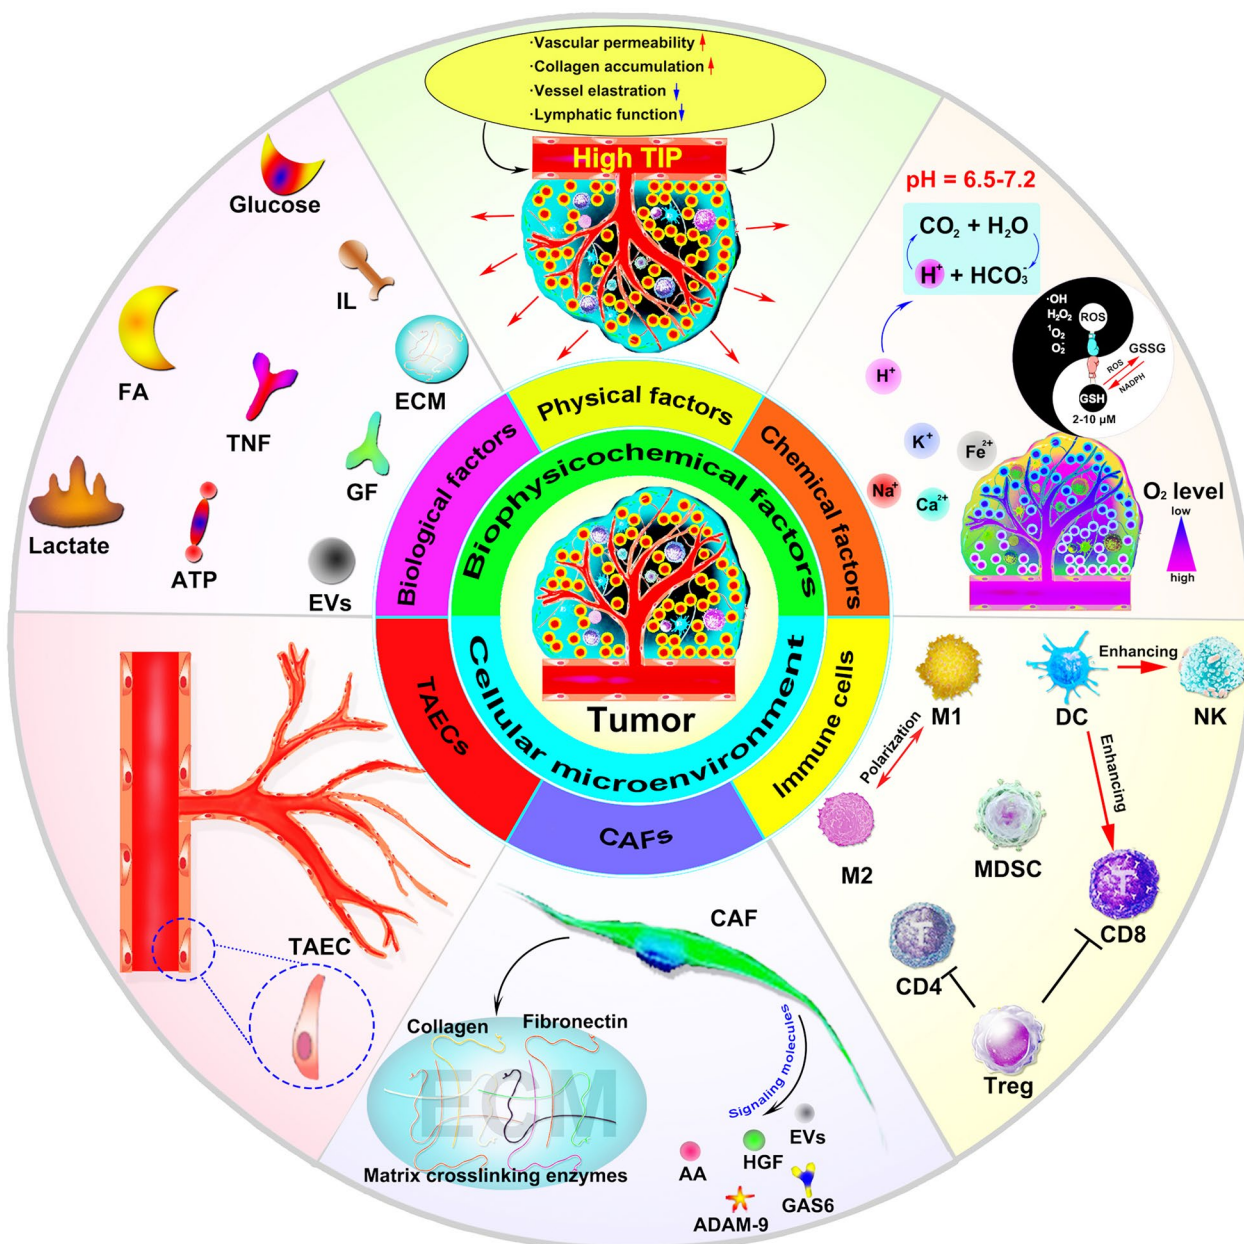 ·Vascular permeability
·Collagen accumulation
·Vessel elastration
·Lymphatic function
High TIP
pH = 6.5-7.2
CO₂ + H₂O
H⁺ + HCO₃⁻
·OH
H₂O₂
¹O₂
O₂⁻
ROS
GSSG
ROS
NADPH
GSH
2-10 μM
H⁺
K⁺
Fe²⁺
Na⁺
Ca²⁺
O₂ level
low
high
Glucose
IL
FA
ECM
TNF
GF
Lactate
ATP
EVs
Physical factors
Chemical factors
Biological factors
Biophysicochemical factors
Cellular microenvironment
Tumor
TAECs
CAFs
Immune cells
M1
DC
Enhancing
NK
Polarization
Enhancing
M2
MDSC
CD8
T
CD4
T
Treg
TAEC
CAF
Collagen
Fibronectin
ECM
Matrix crosslinking enzymes
Signaling molecules
EVs
HGF
AA
GAS6
ADAM-9